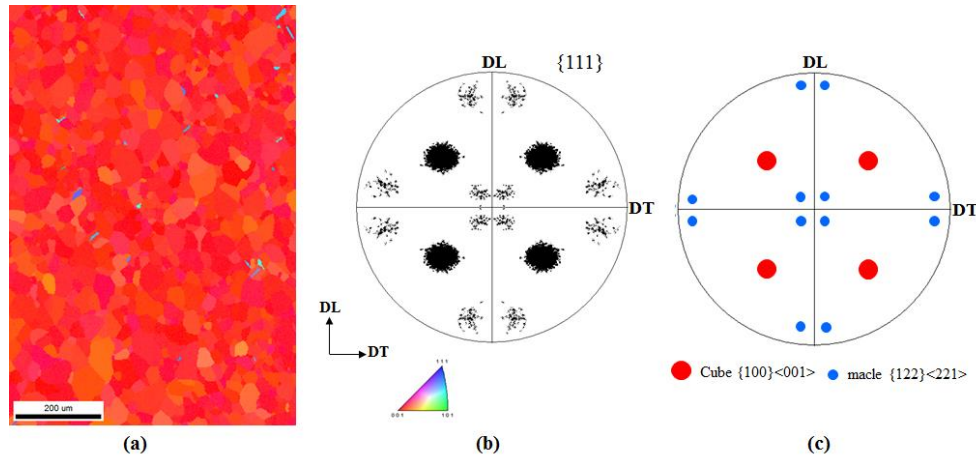 DL
{111}
DT
DL
DT
111
001
101
200 um
DL
DT
Cube {100}<001>
macle {122}<221>
(a)
(b)
(c)